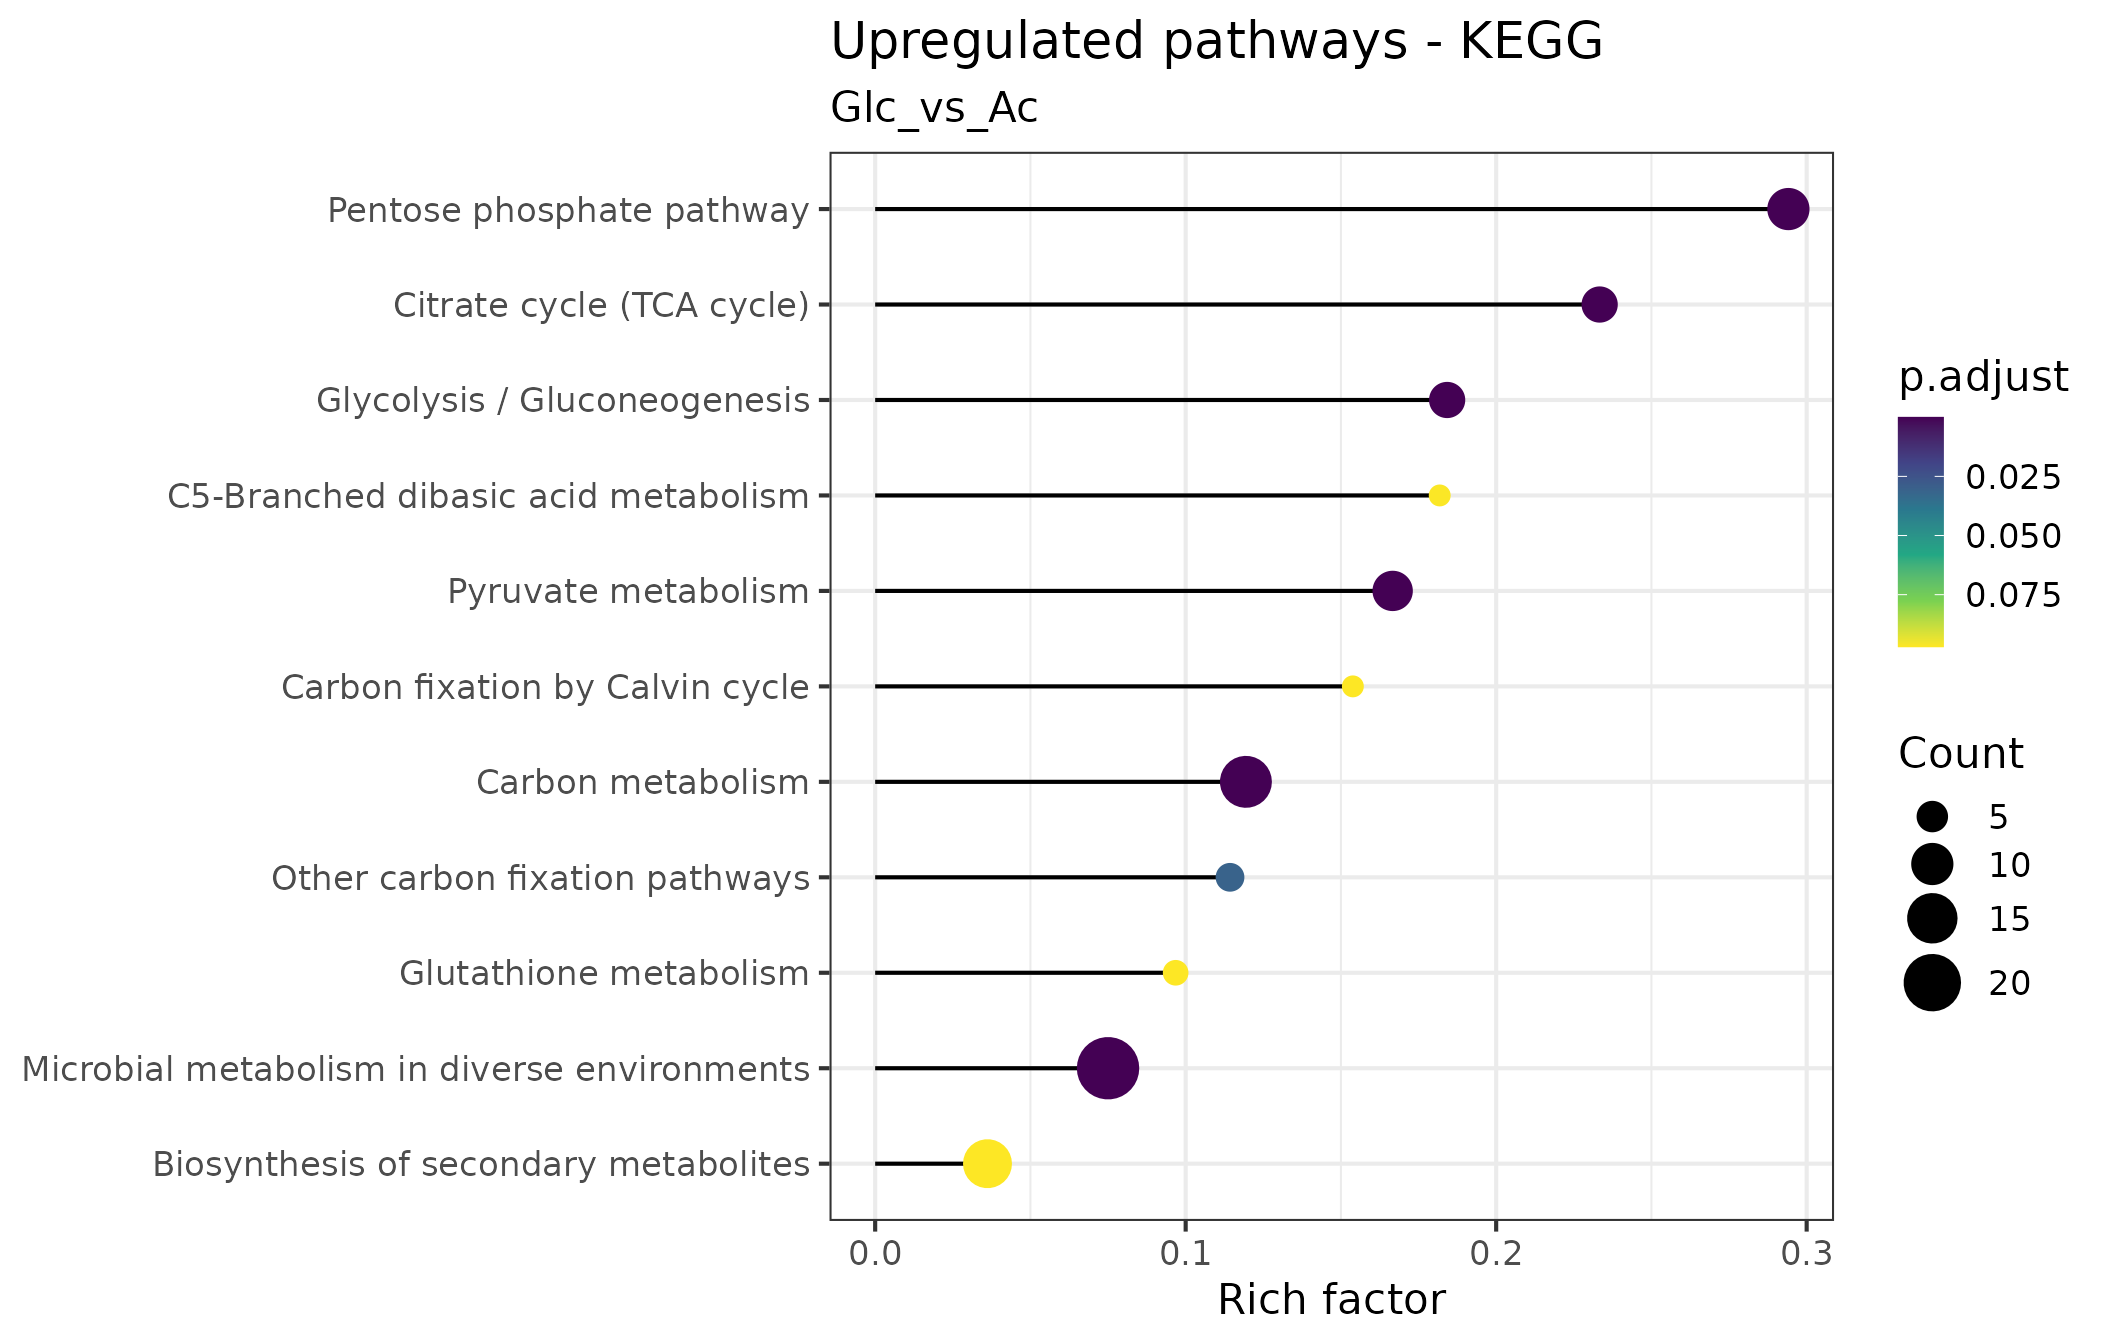 Upregulated pathways - KEGG
Glc_vs_Ac
Pentose phosphate pathway
Citrate cycle (TCA cycle)
Glycolysis / Gluconeogenesis
C5-Branched dibasic acid metabolism
Pyruvate metabolism
Carbon fixation by Calvin cycle
Carbon metabolism
Other carbon fixation pathways
Glutathione metabolism
Microbial metabolism in diverse environments
Biosynthesis of secondary metabolites
0.0 0.1 0.2 0.3
Rich factor
p.adjust
0.025
0.050
0.075
Count
5
10
15
20